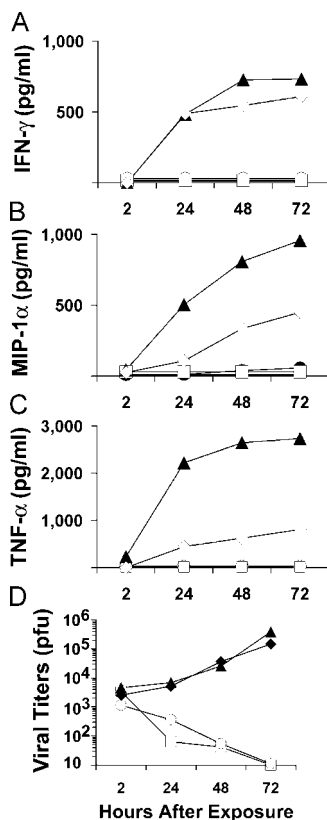 A
IFN-γ (pg/ml)
1,000
500
2 24 48 72
B
MIP-1α (pg/ml)
1,000
500
2 24 48 72
C
TNF-α (pg/ml)
3,000
2,000
1,000
2 24 48 72
D
Viral Titers (pfu)
10⁶
10⁵
10⁴
10³
10²
10
2 24 48 72
Hours After Exposure